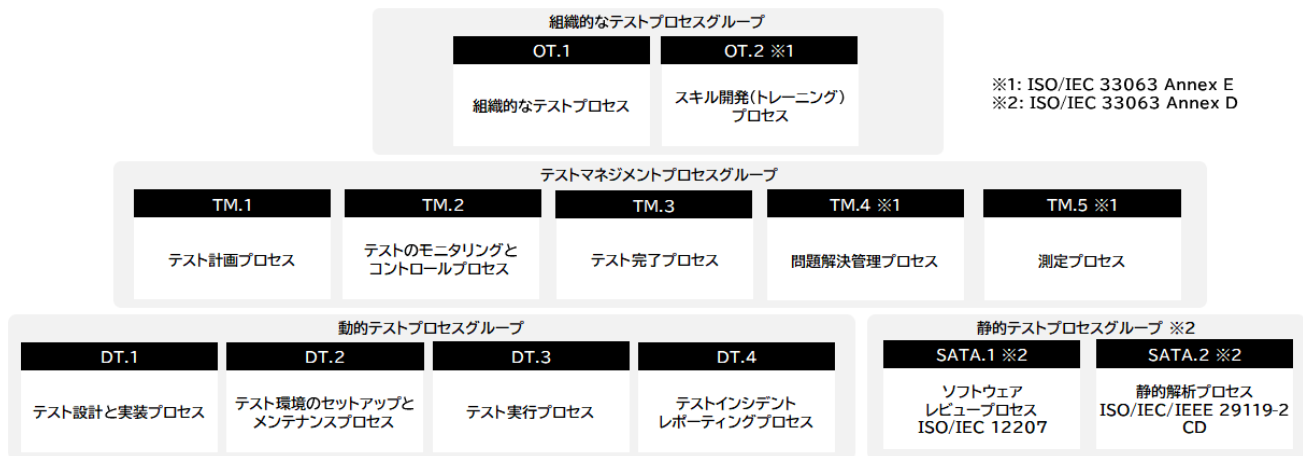 組織的なテストプロセスグループ
OT.1
OT.2 ※1
組織的なテストプロセス
スキル開発(トレーニング)
プロセス
※1: ISO/IEC 33063 Annex E
※2: ISO/IEC 33063 Annex D
テストマネジメントプロセスグループ
TM.1
TM.2
TM.3
TM.4 ※1
TM.5 ※1
テスト計画プロセス
テストのモニタリングと
コントロールプロセス
テスト完了プロセス
問題解決管理プロセス
測定プロセス
動的テストプロセスグループ
DT.1
DT.2
DT.3
DT.4
テスト設計と実装プロセス
テスト環境のセットアップと
メンテナンスプロセス
テスト実行プロセス
テストインシデント
レポーティングプロセス
静的テストプロセスグループ ※2
SATA.1 ※2
SATA.2 ※2
ソフトウェア
レビュープロセス
ISO/IEC 12207
静的解析プロセス
ISO/IEC/IEEE 29119-2
CD